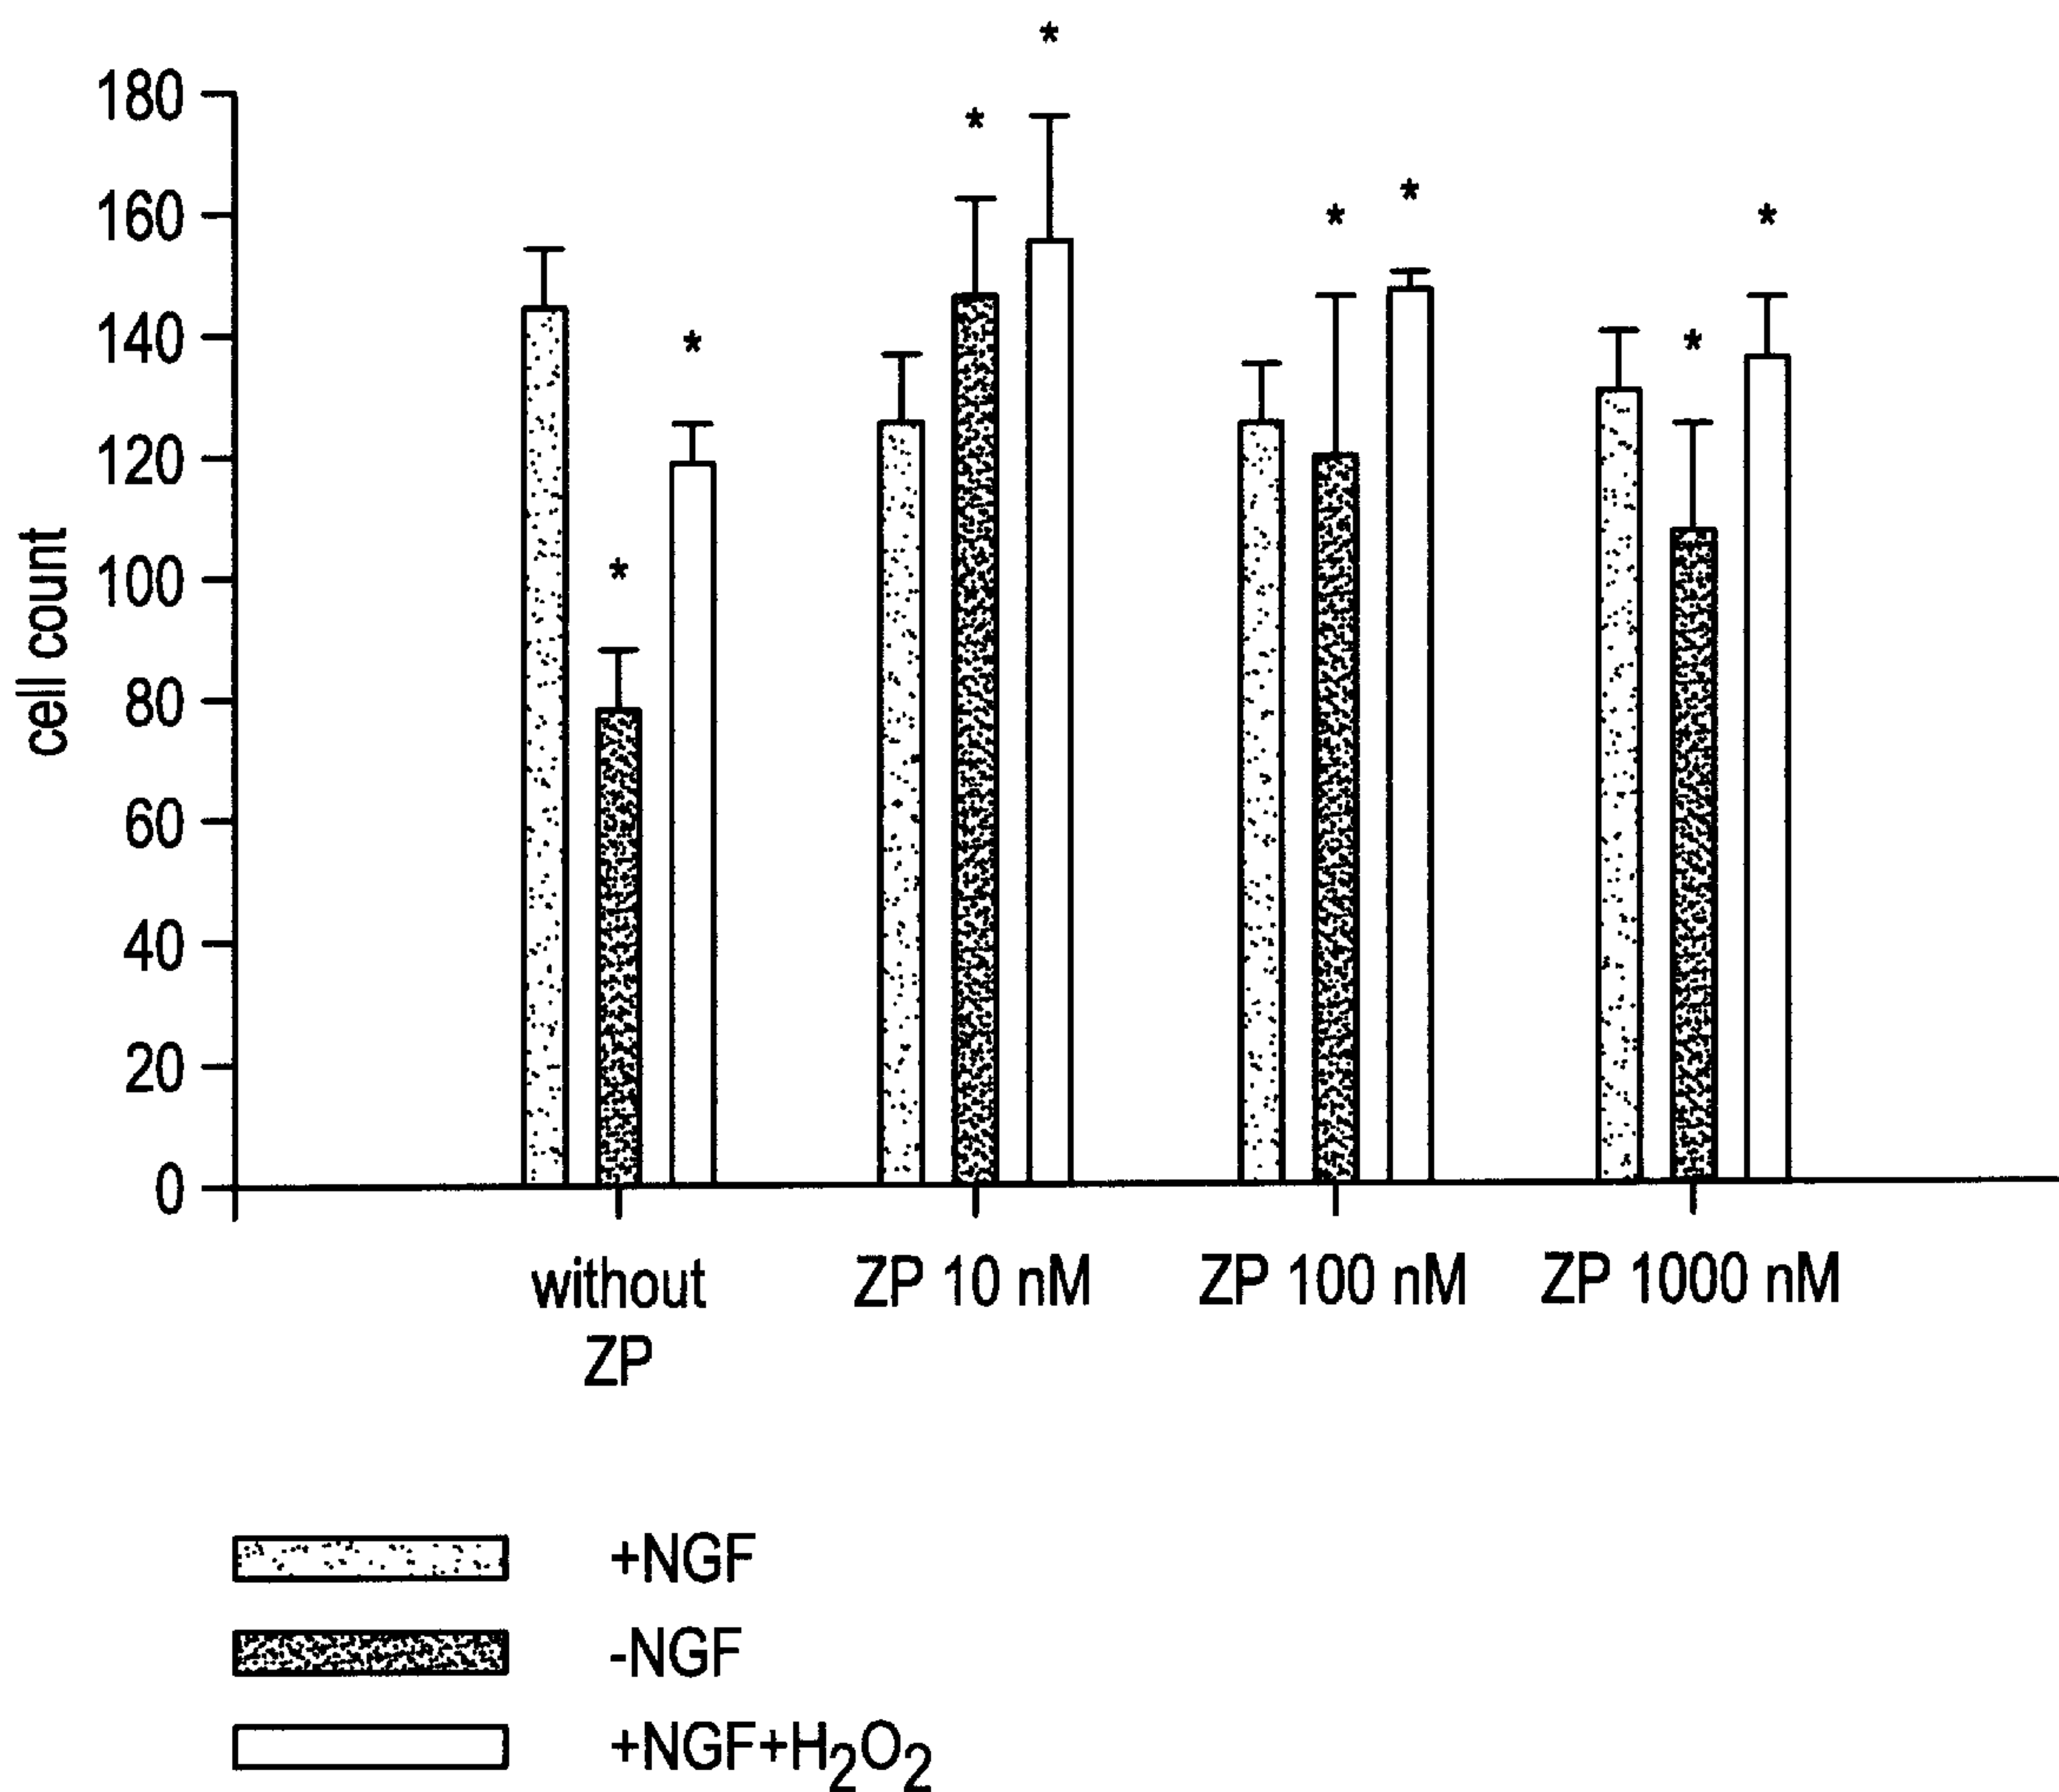 180
160
140
120
100
80
60
40
20
0
cell count
* * * * * * * *
without ZP 10 nM ZP 100 nM ZP 1000 nM
ZP
+NGF
-NGF
+NGF+H₂O₂